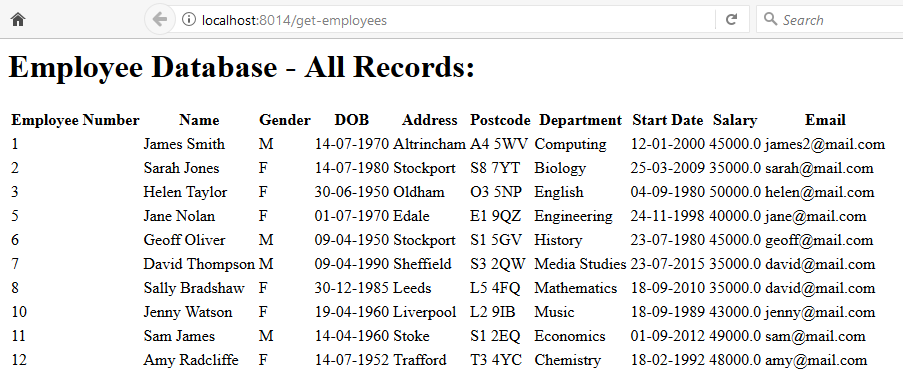 localhost:8014/get-employees Search
Employee Database - All Records:
Employee Number Name Gender DOB Address Postcode Department Start Date Salary Email
1 James Smith M 14-07-1970 Altrincham A4 5WV Computing 12-01-2000 45000.0 james2@mail.com
2 Sarah Jones F 14-07-1980 Stockport S8 7YT Biology 25-03-2009 35000.0 sarah@mail.com
3 Helen Taylor F 30-06-1950 Oldham O3 5NP English 04-09-1980 50000.0 helen@mail.com
5 Jane Nolan F 01-07-1970 Edale E1 9QZ Engineering 24-11-1998 40000.0 jane@mail.com
6 Geoff Oliver M 09-04-1950 Stockport S1 5GV History 23-07-1980 45000.0 geoff@mail.com
7 David Thompson M 09-04-1990 Sheffield S3 2QW Media Studies 23-07-2015 35000.0 david@mail.com
8 Sally Bradshaw F 30-12-1985 Leeds L5 4FQ Mathematics 18-09-2010 35000.0 david@mail.com
10 Jenny Watson F 19-04-1960 Liverpool L2 9IB Music 18-09-1989 43000.0 jenny@mail.com
11 Sam James M 14-04-1960 Stoke S1 2EQ Economics 01-09-2012 49000.0 sam@mail.com
12 Amy Radcliffe F 14-07-1952 Trafford T3 4YC Chemistry 18-02-1992 48000.0 amy@mail.com